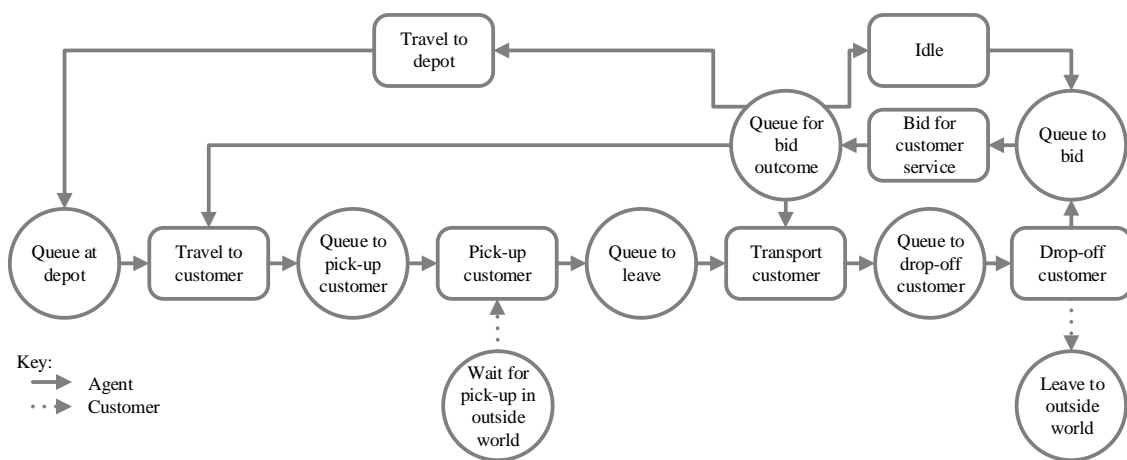 Travel to
depot
Idle
Queue for
bid
outcome
Bid for
customer
service
Queue to
bid
Queue at
depot
Travel to
customer
Queue to
pick-up
customer
Pick-up
customer
Queue to
leave
Transport
customer
Queue to
drop-off
customer
Drop-off
customer
Key:
Agent
Customer
Wait for
pick-up in
outside
world
Leave to
outside
world